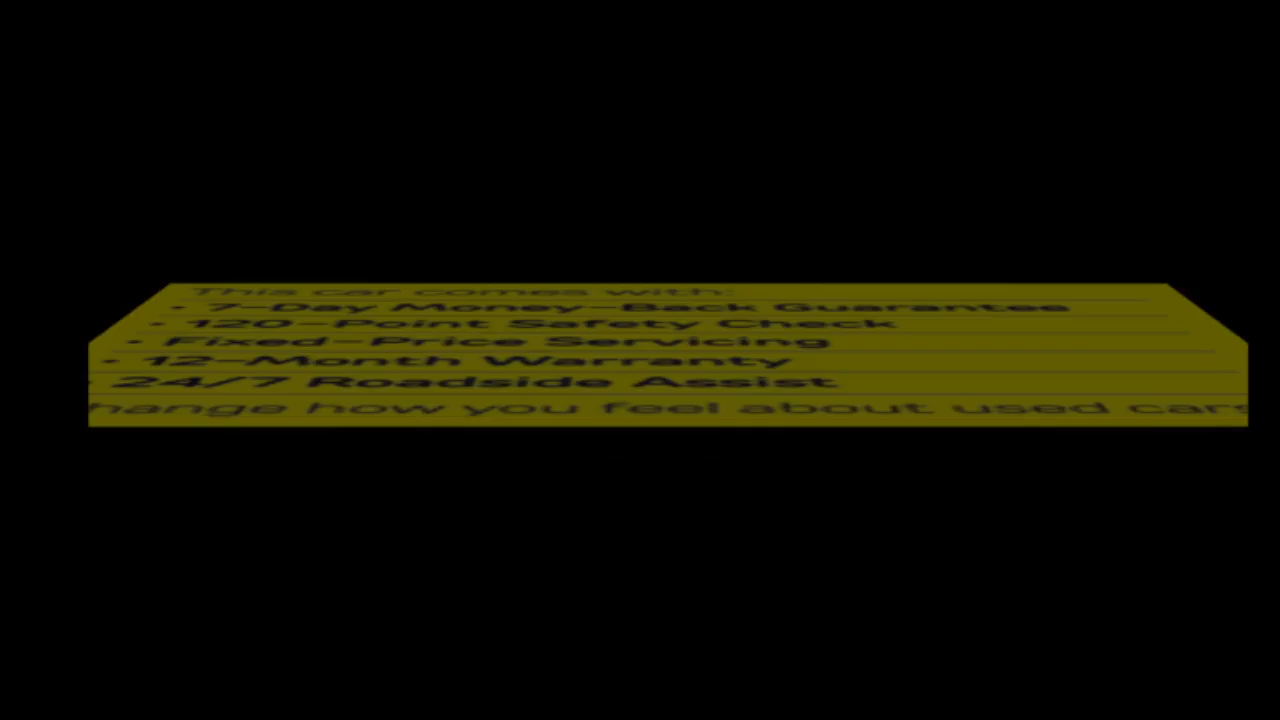 This car comes with:
• 7-Day Money-Back Guarantee
• 120-Point Safety Check
• Fixed-Price Servicing
• 12-Month Warranty
• 24/7 Roadside Assist
hange how you feel about used cars